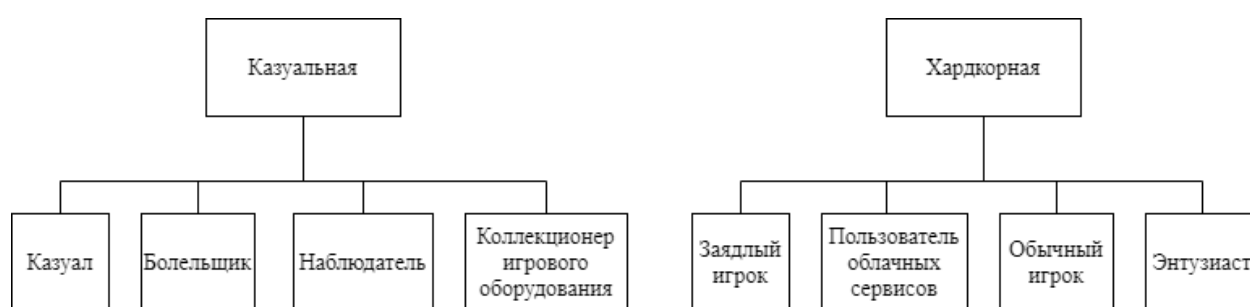 Казуальная
Хардкорная
Казуал
Болельщик
Наблюдатель
Коллекционер
игрового
оборудования
Заядлый
игрок
Пользователь
облачных
сервисов
Обычный
игрок
Энтузиаст